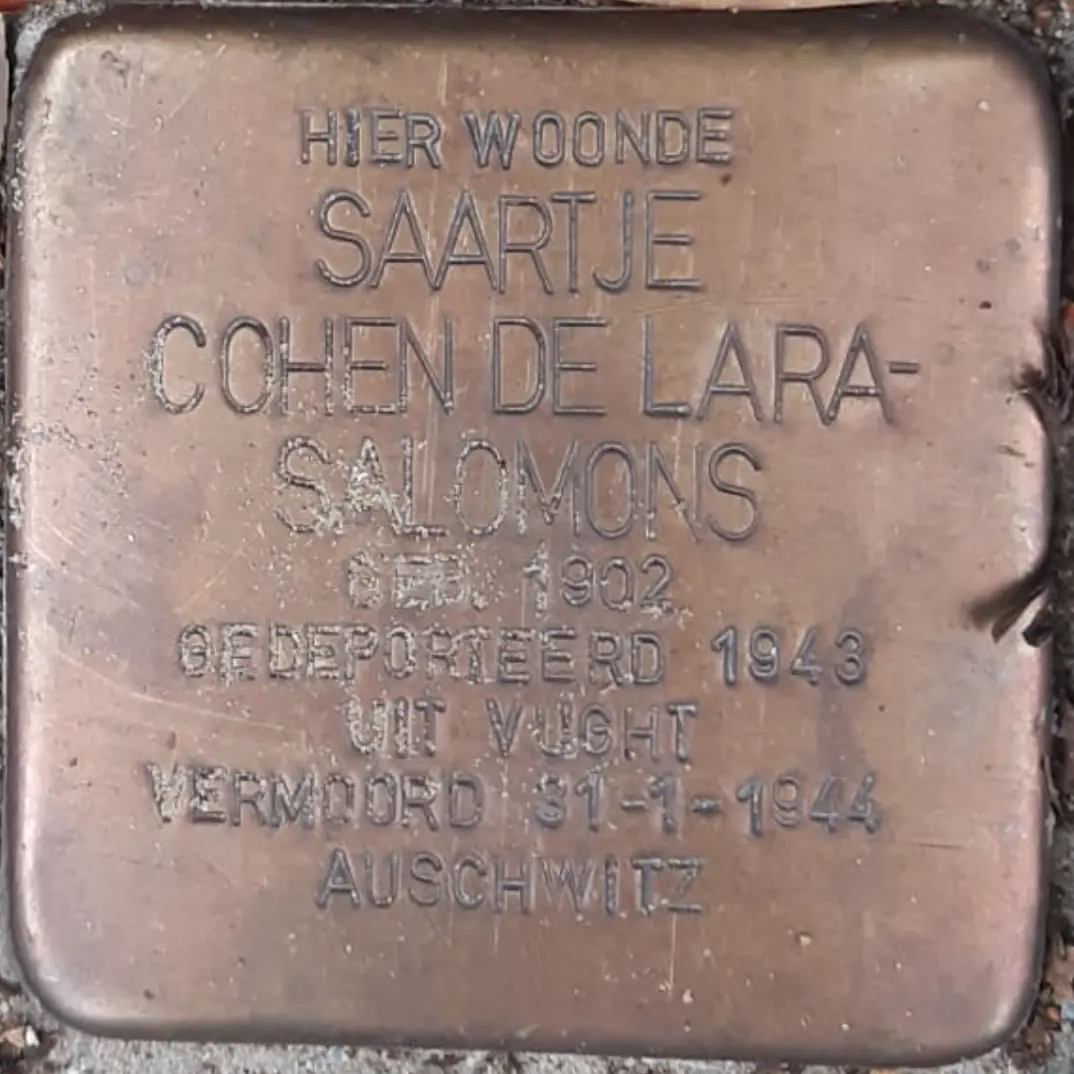 HIER WOONDE
SAARTJE
COHEN DE LARA-
SALOMONS
GEB. 1902
GEDEPORTEERD 1943
UIT VUGHT
VERMOORD 31-1-1944
AUSCHWITZ